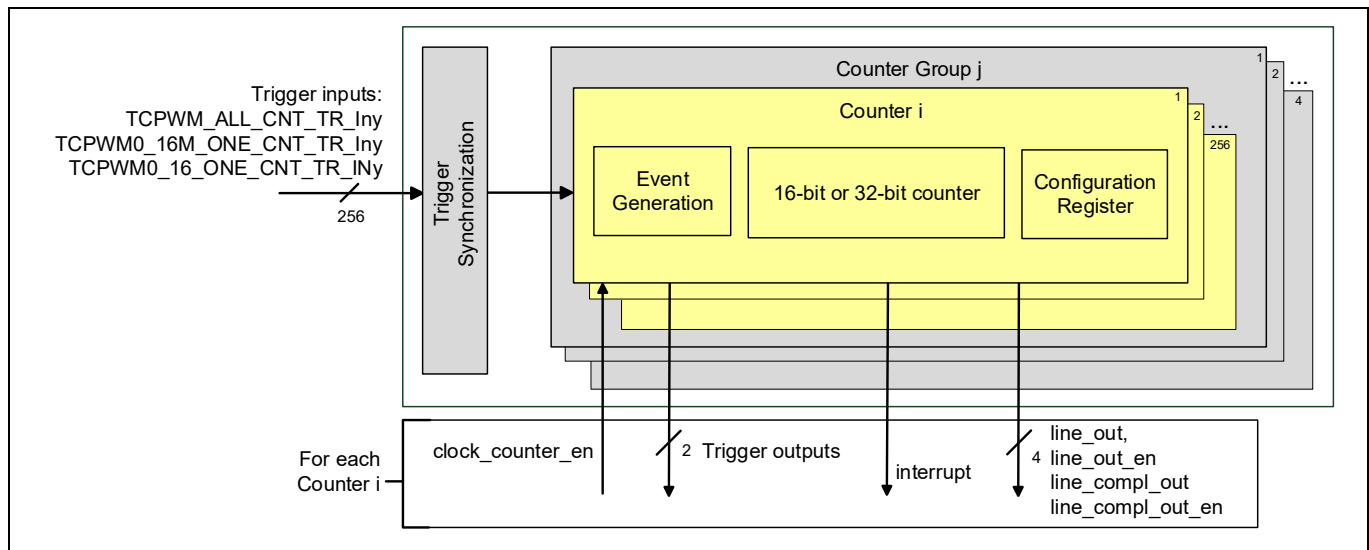 Trigger inputs:
TCPWM_ALL_CNT_TR_Iny
TCPWM0_16M_ONE_CNT_TR_Iny
TCPWM0_16_ONE_CNT_TR_INy
256
Trigger
Synchronization
Counter Group j
1
2
...
4
Counter i
1
2
...
256
Event
Generation
16-bit or 32-bit counter
Configuration
Register
For each
Counter i
clock_counter_en
2
Trigger outputs
interrupt
4
line_out,
line_out_en
line_compl_out
line_compl_out_en